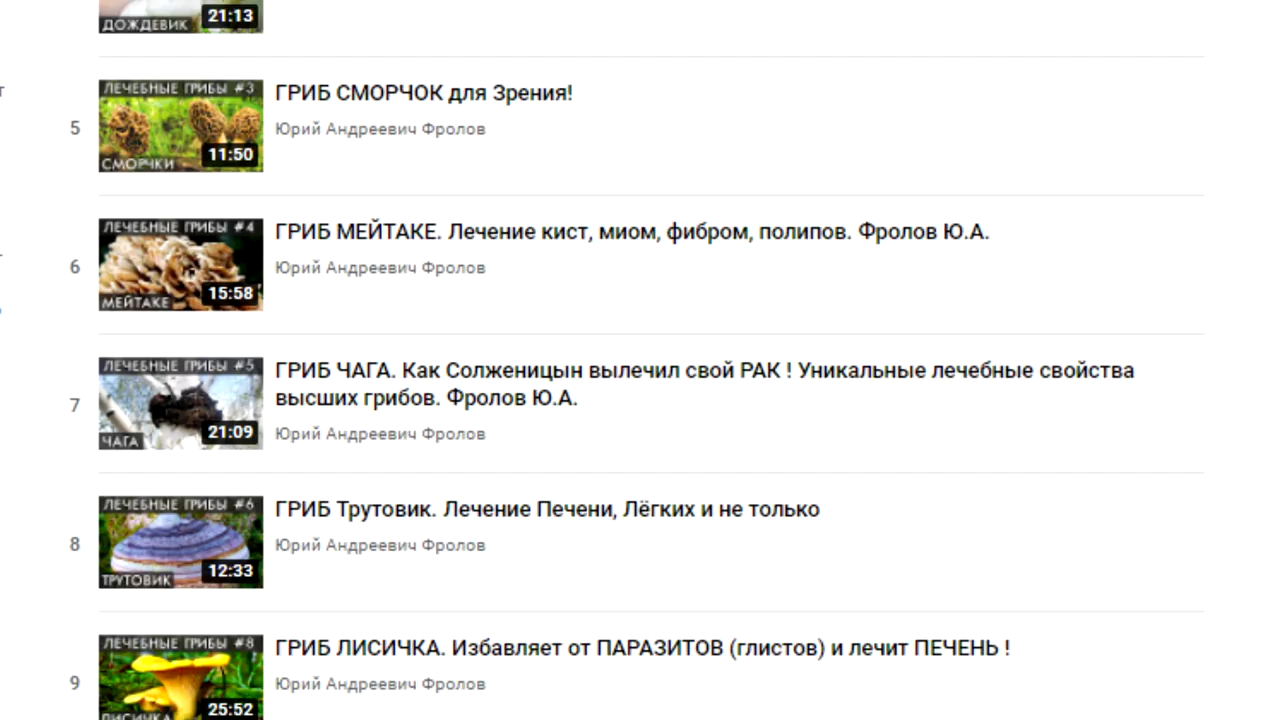 21:13
ДОЖДЕВИК
ЛЕЧЕБНЫЕ ГРИБЫ #3
ГРИБ СМОРЧОК для Зрения!
5
Юрий Андреевич Фролов
11:50
СМОРЧКИ
ЛЕЧЕБНЫЕ ГРИБЫ #4
ГРИБ МЕЙТАКЕ. Лечение кист, миом, фибром, полипов. Фролов Ю.А.
6
Юрий Андреевич Фролов
15:58
МЕЙТАКЕ
ЛЕЧЕБНЫЕ ГРИБЫ #5
ГРИБ ЧАГА. Как Солженицын вылечил свой РАК ! Уникальные лечебные свойства
высших грибов. Фролов Ю.А.
7
Юрий Андреевич Фролов
21:09
ЧАГА
ЛЕЧЕБНЫЕ ГРИБЫ #6
ГРИБ Трутовик. Лечение Печени, Лёгких и не только
8
Юрий Андреевич Фролов
12:33
ТРУТОВИК
ЛЕЧЕБНЫЕ ГРИБЫ #8
ГРИБ ЛИСИЧКА. Избавляет от ПАРАЗИТОВ (глистов) и лечит ПЕЧЕНЬ !
9
Юрий Андреевич Фролов
25:52
ЛИСИЧКА